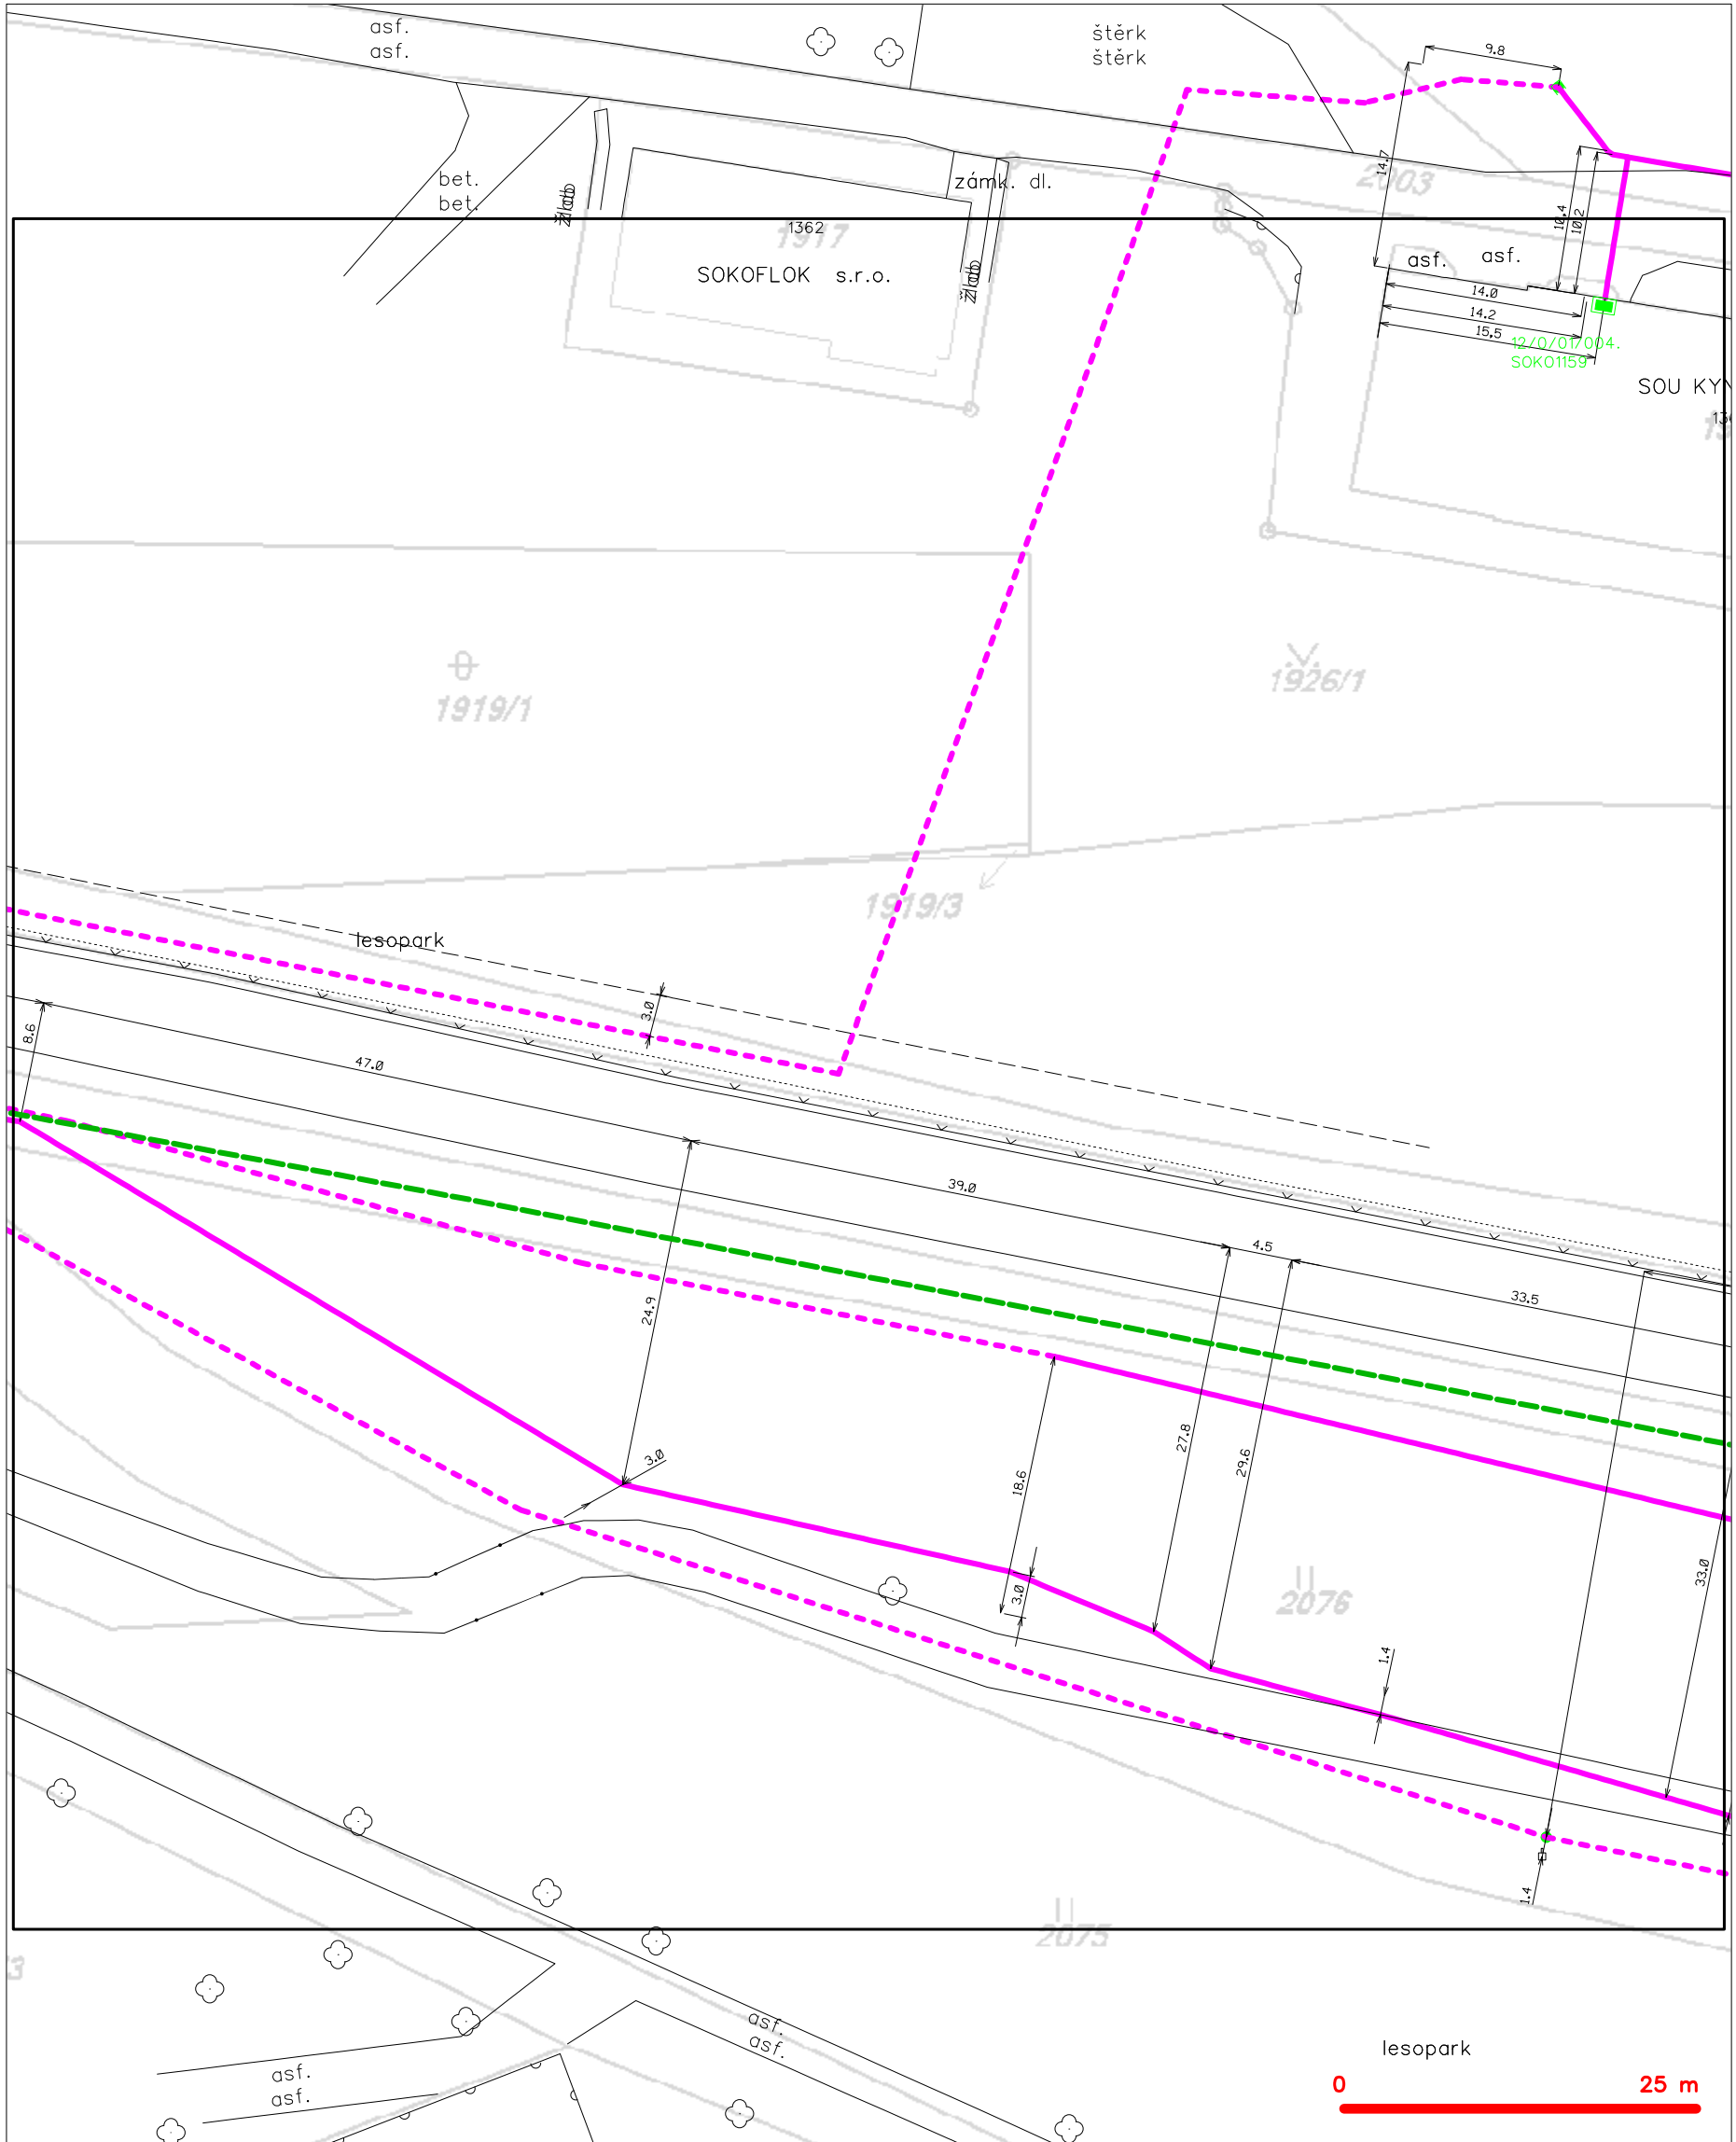 asf.
asf.
štěrk
štěrk
9.8
14.7
2003
bet.
bet.
žlab
zámk. dl.
10.4
10.2
1362
1917
SOKOFLOK s.r.o.
žlab
asf.
asf.
14.0
14.2
15.5
12/0/01/004.
SOK01159
SOU KYN
1919/1
1926/1
1919/3
lesopark
3.0
8.6
47.0
39.0
4.5
33.5
24.9
27.8
29.6
3.0
18.6
33.0
3.0
2076
1.4
1.4
2075
3
asf.
asf.
asf.
asf.
lesopark
0 25 m